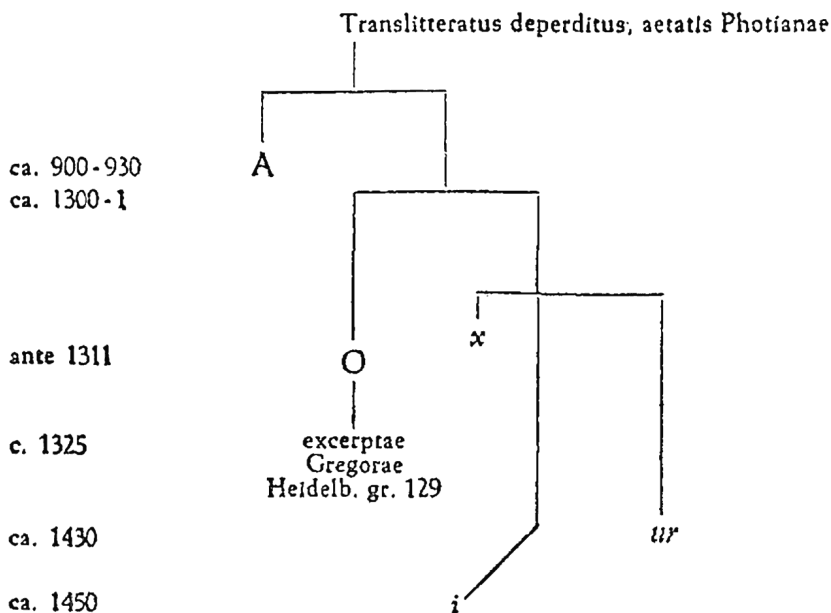 Translitteratus deperditus, aetatis Photianae
ca. 900-930
A
ca. 1300-1
x
ante 1311
O
c. 1325
excerptae
Gregorae
Heidelb. gr. 129
ca. 1430
ur
ca. 1450
i